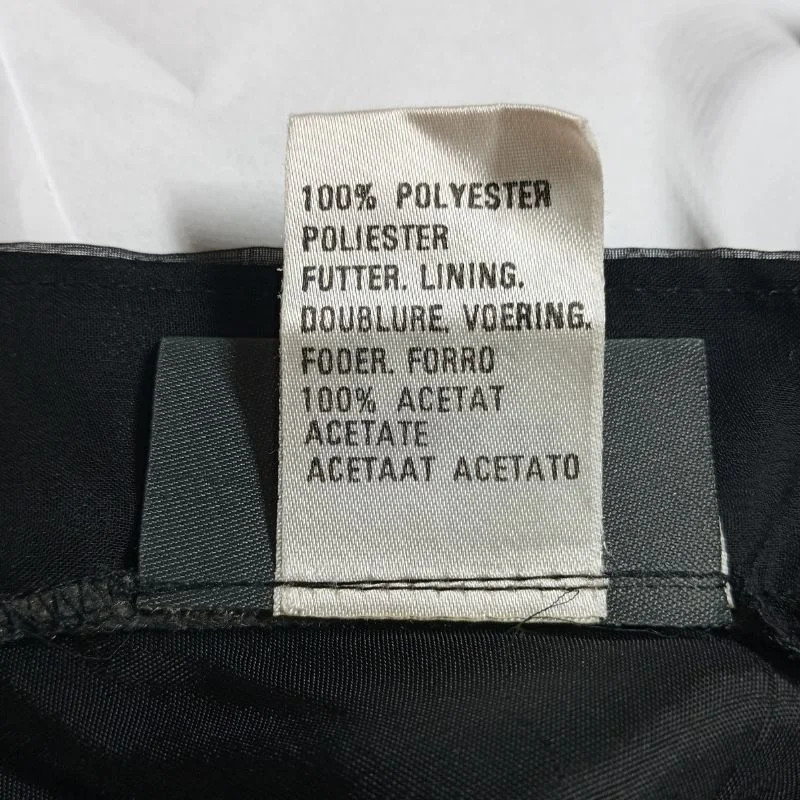 100% POLYESTER
POLIESTER
FUTTER. LINING.
DOUBLURE, VOERING.
FODER. FORRO
100% ACETAT
ACETATE
ACETAAT ACETATO